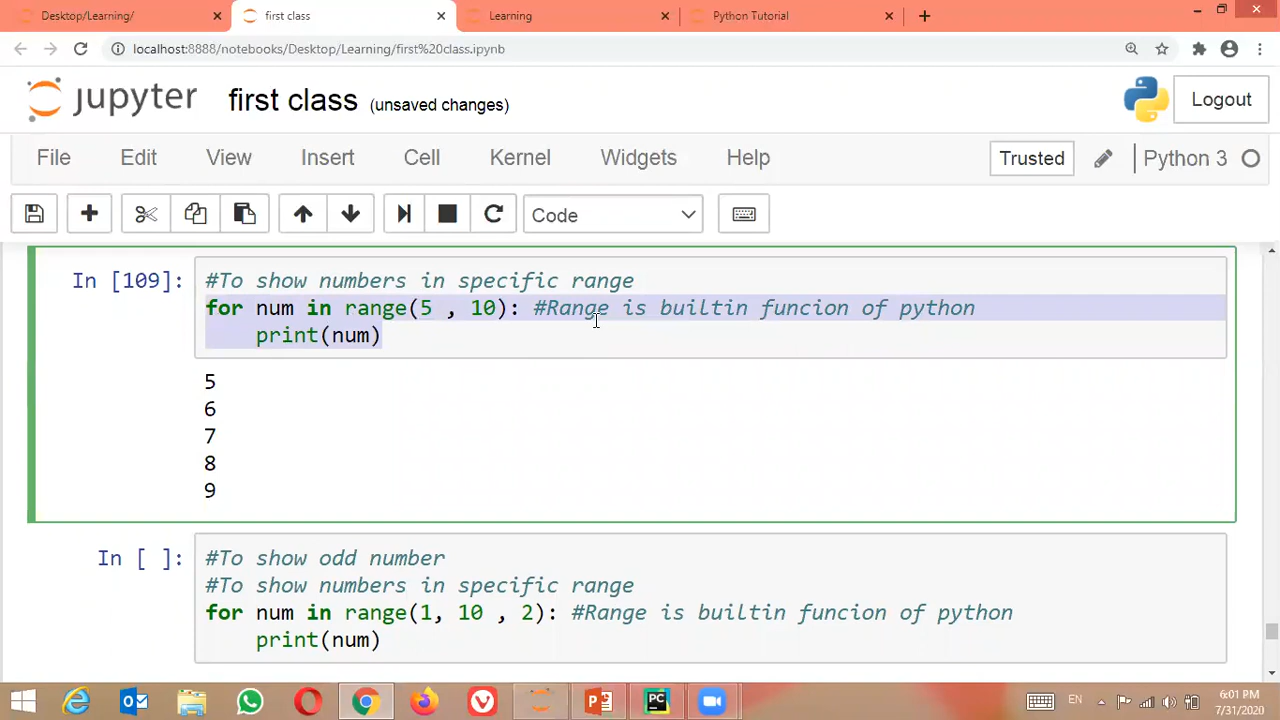 Desktop/Learning/
first class
Learning
Python Tutorial
localhost:8888/notebooks/Desktop/Learning/first%20class.ipynb
jupyter first class (unsaved changes)
Logout
File Edit View Insert Cell Kernel Widgets Help
Trusted
Python 3
Code
In [109]:
#To show numbers in specific range
for num in range(5 , 10): #Range is builtin funcion of python
print(num)
5
6
7
8
9
In [ ]:
#To show odd number
#To show numbers in specific range
for num in range(1, 10 , 2): #Range is builtin funcion of python
print(num)
EN
6:01 PM
7/31/2020